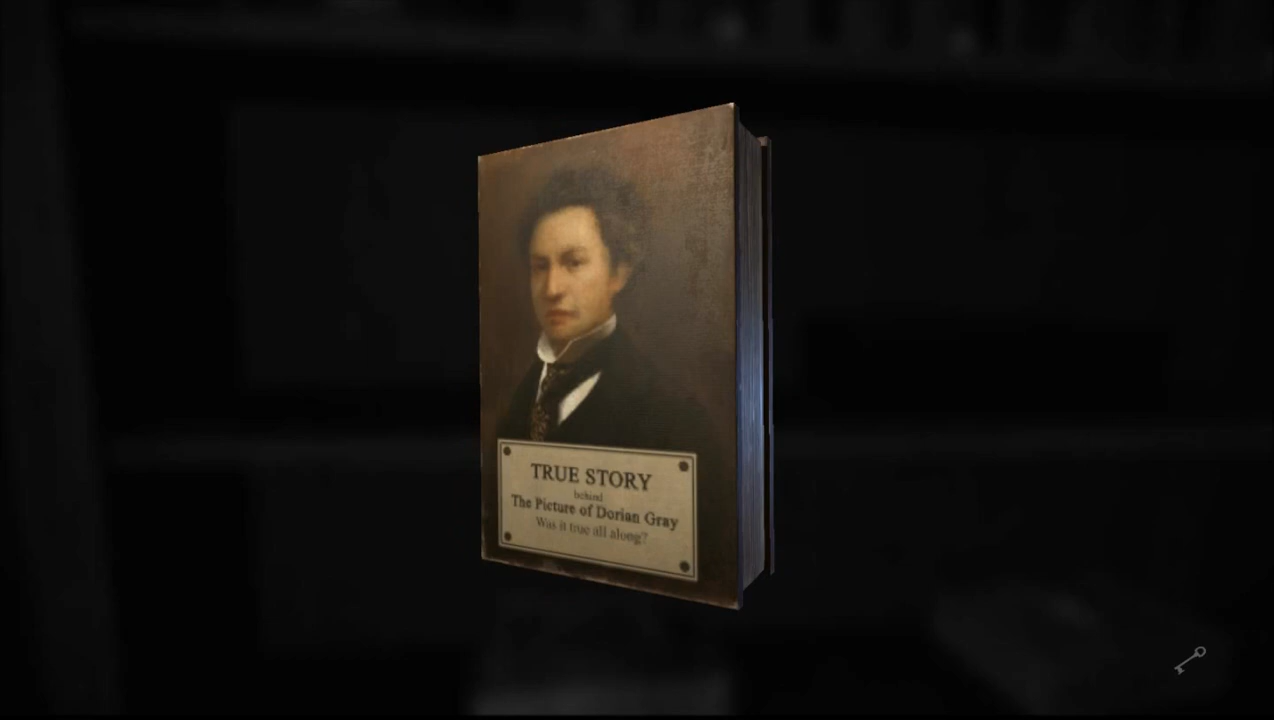 TRUE STORY
behind
The Picture of Dorian Gray
Was it true all along?